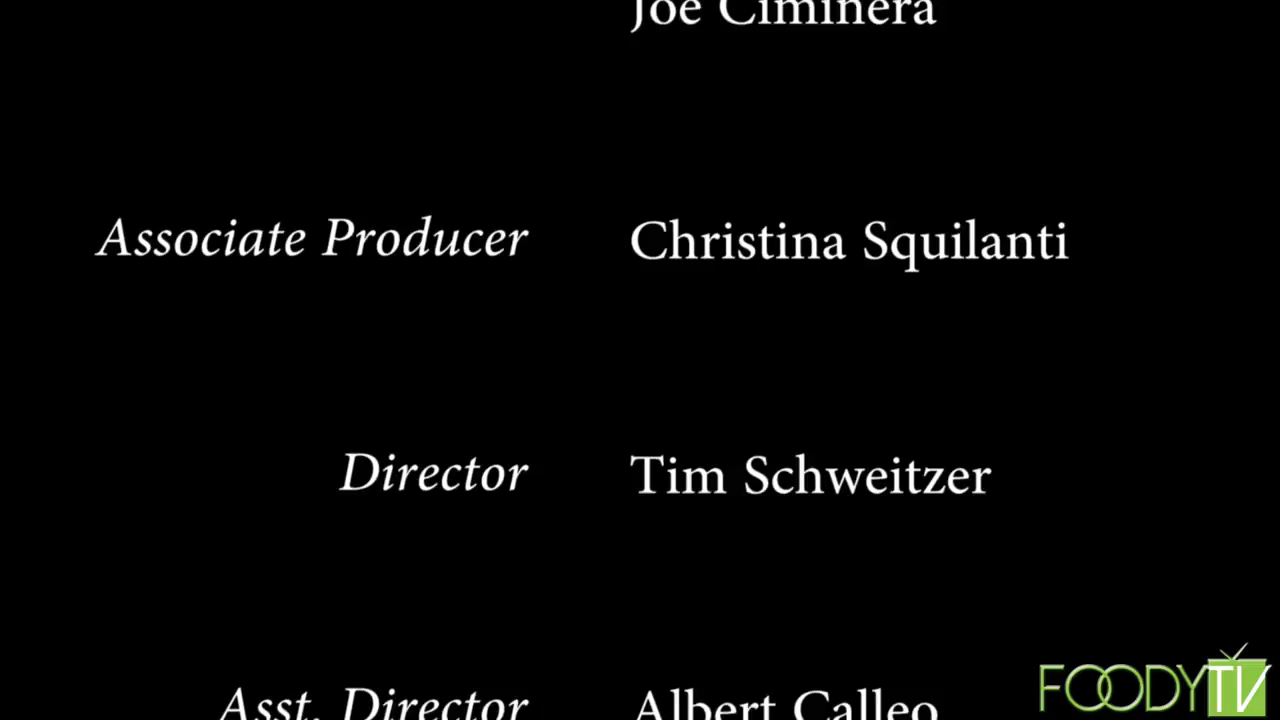 Joe Ciminera
Associate Producer Christina Squilanti
Director Tim Schweitzer
Asst. Director Albert Calleo
FOODYTV